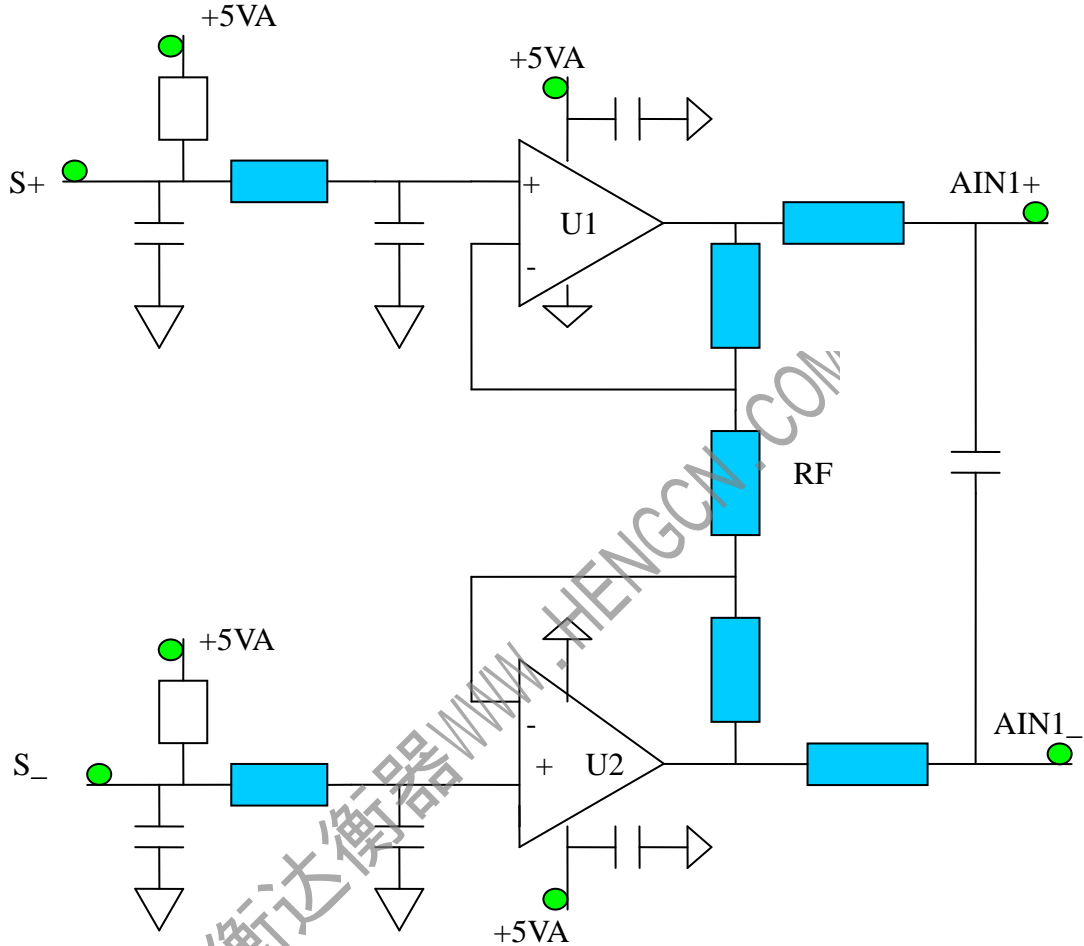 +5VA
+5VA
S+
+
U1
-
AIN1+
RF
+5VA
S_
-
+
U2
AIN1_
+5VA
衡达衡器WWW.HENGCN.COM